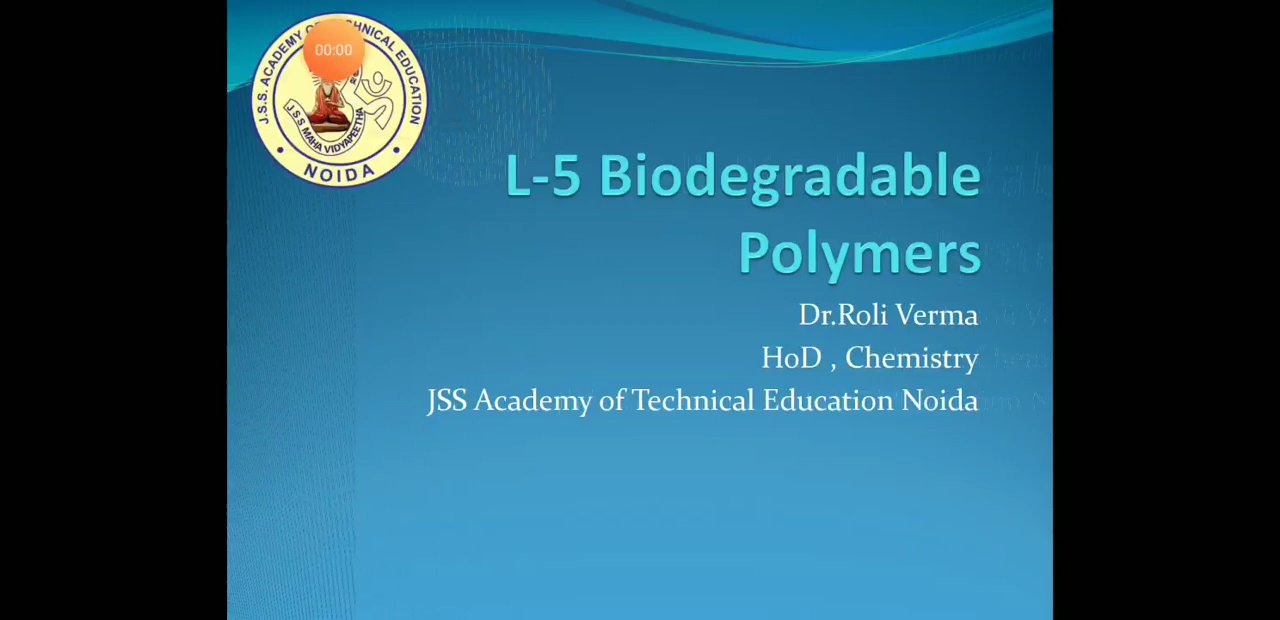 J.S.S. ACADEMY OF TECHNICAL EDUCATION
00:00
J.S.S MAHA VIDYAPEETHA
NOIDA
L-5 Biodegradable
Polymers
Dr.Roli Verma
HoD , Chemistry
JSS Academy of Technical Education Noida